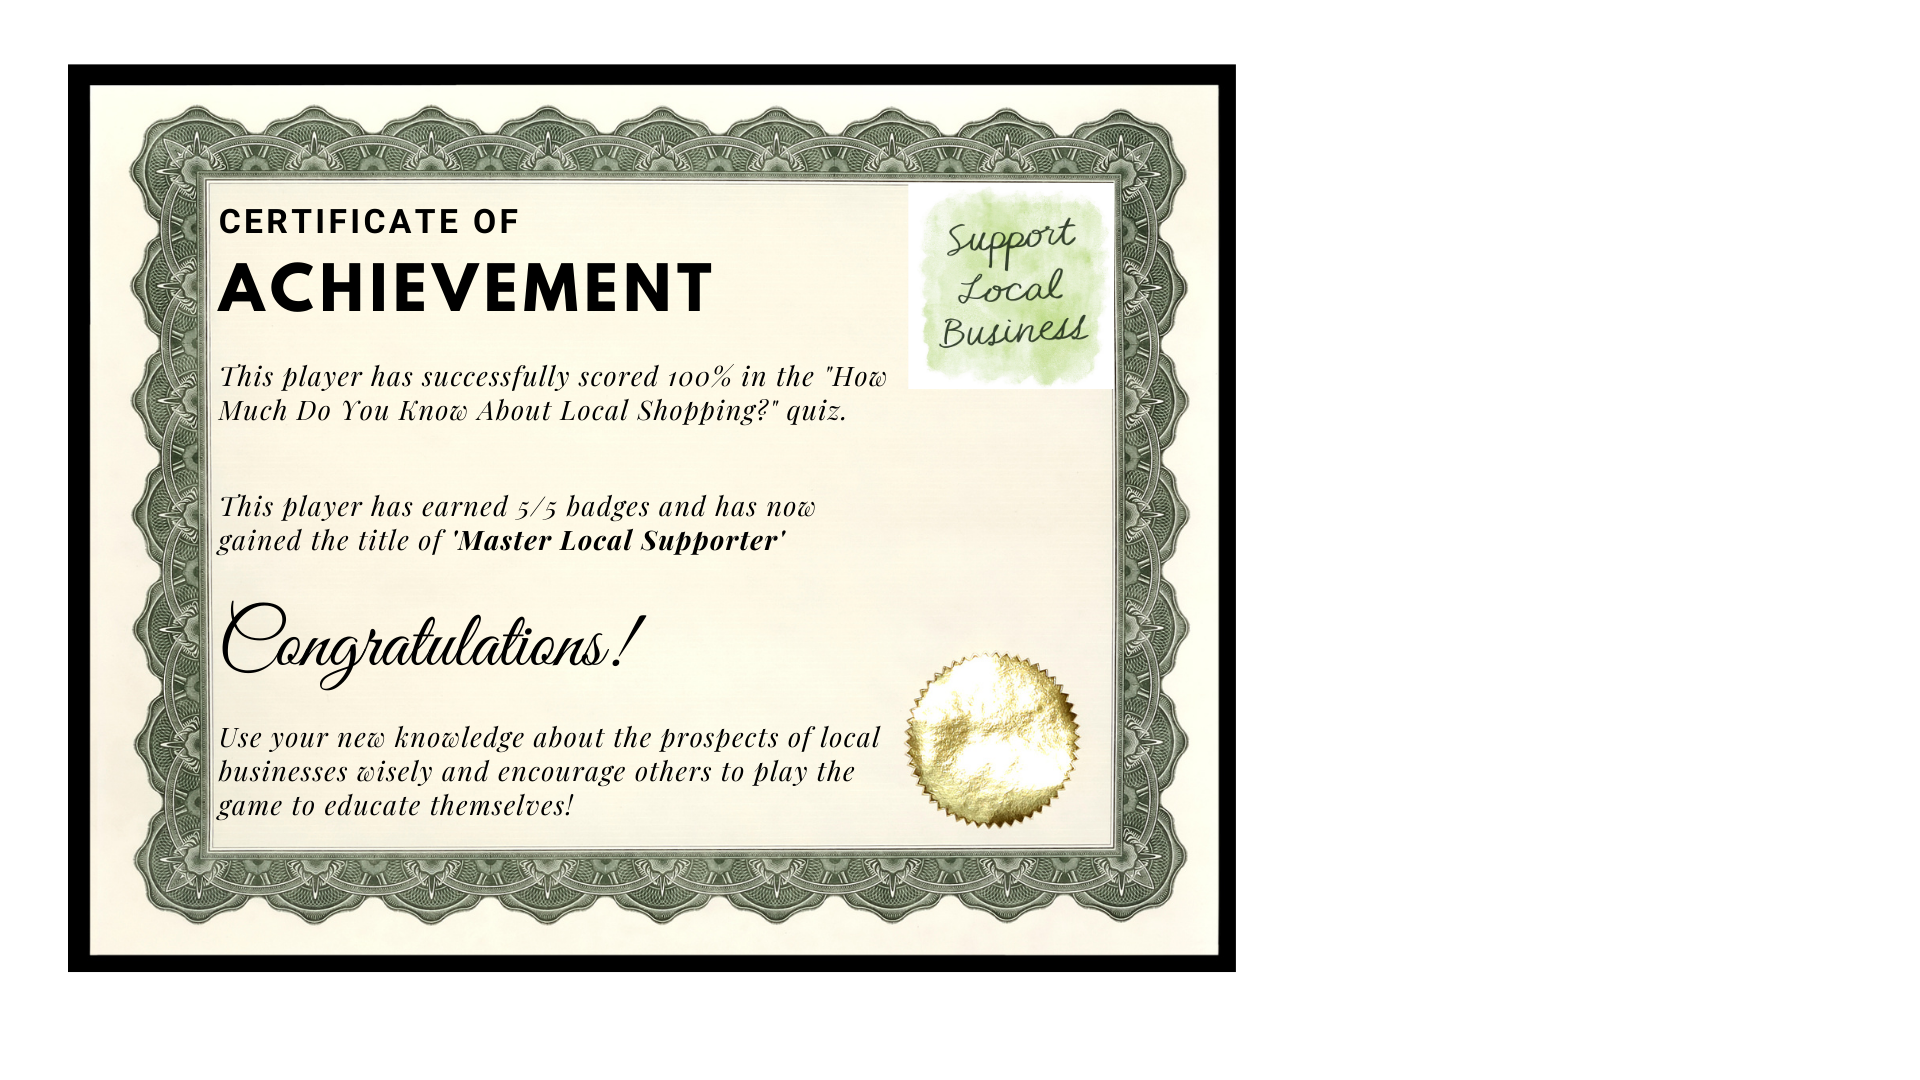 CERTIFICATE OF
ACHIEVEMENT
Support
Local
Business
This player has successfully scored 100% in the "How
Much Do You Know About Local Shopping?" quiz.
This player has earned 5/5 badges and has now
gained the title of 'Master Local Supporter'
Congratulations!
Use your new knowledge about the prospects of local
businesses wisely and encourage others to play the
game to educate themselves!